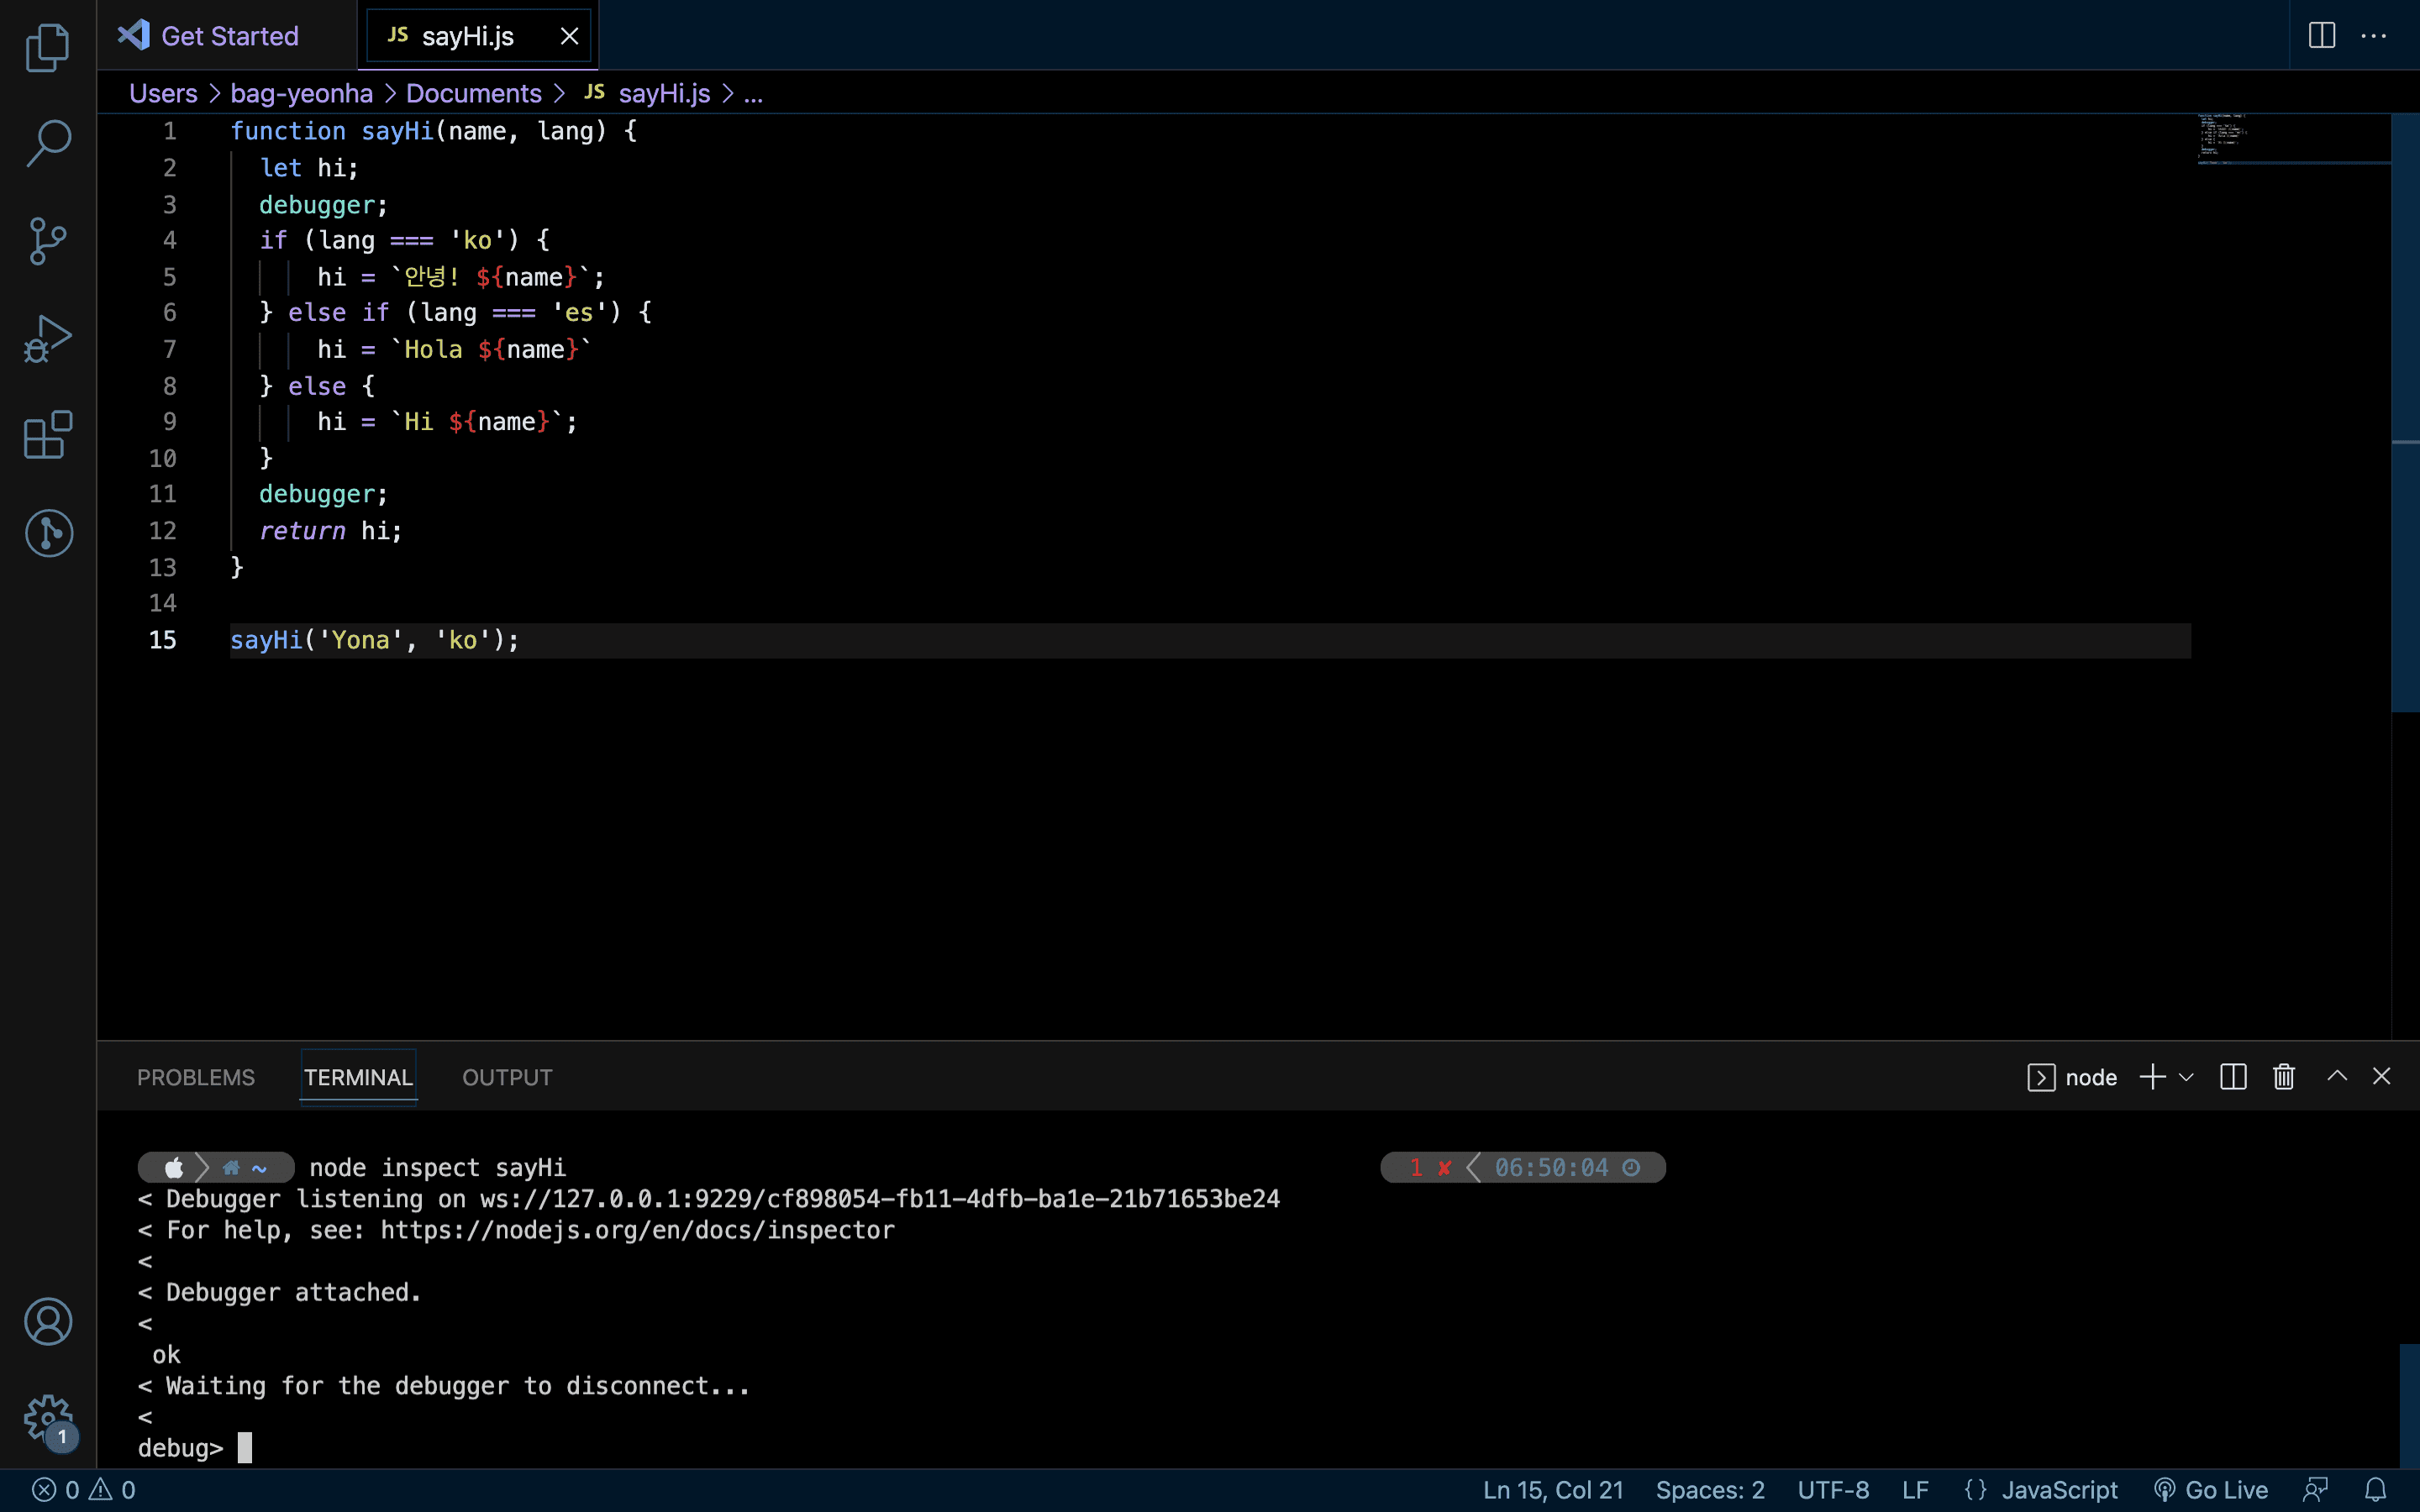 Get Started
JS sayHi.js
Users > bag-yeonha > Documents > JS sayHi.js > ...
1 function sayHi(name, lang) {
2 let hi;
3 debugger;
4 if (lang === 'ko') {
5 hi = `안녕! ${name}`;
6 } else if (lang === 'es') {
7 hi = `Hola ${name}`
8 } else {
9 hi = `Hi ${name}`;
10 }
11 debugger;
12 return hi;
13 }
14
15 sayHi('Yona', 'ko');
PROBLEMS TERMINAL OUTPUT
node
~ node inspect sayHi 1 ✘ 06:50:04
< Debugger listening on ws://127.0.0.1:9229/cf898054-fb11-4dfb-ba1e-21b71653be24
< For help, see: https://nodejs.org/en/docs/inspector
<
< Debugger attached.
<
ok
< Waiting for the debugger to disconnect...
<
debug>
1
0 0 Ln 15, Col 21 Spaces: 2 UTF-8 LF {} JavaScript Go Live